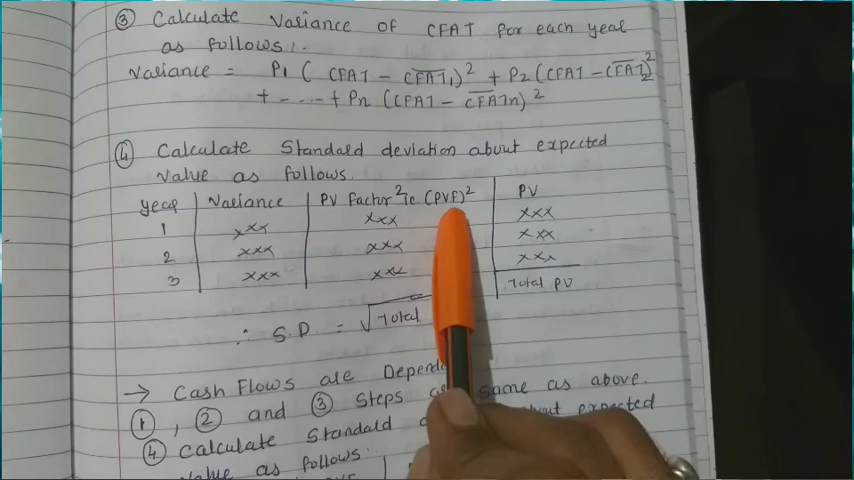 ③ Calculate Variance of CFAT for each year
as follows:.
Variance = P1 ( CFAT - C̅F̅A̅T̅1)² + P2 (CFAT - C̅F̅A̅T̅2)²
+ - ... + Pn (CFAT - C̅F̅A̅T̅n)²
④ Calculate Standard deviation about expected
Value as follows.
year | Variance | PV Factor² ie (PVF)² | PV
1 xxx xxx xxx
2 xxx xxx xxx
3 xxx xxx xxx
Total PV
∴ S.D = √Total
→ Cash Flows are Depend
①, ② and ③ Steps same as above.
④ Calculate Standard expected
Value as follows.